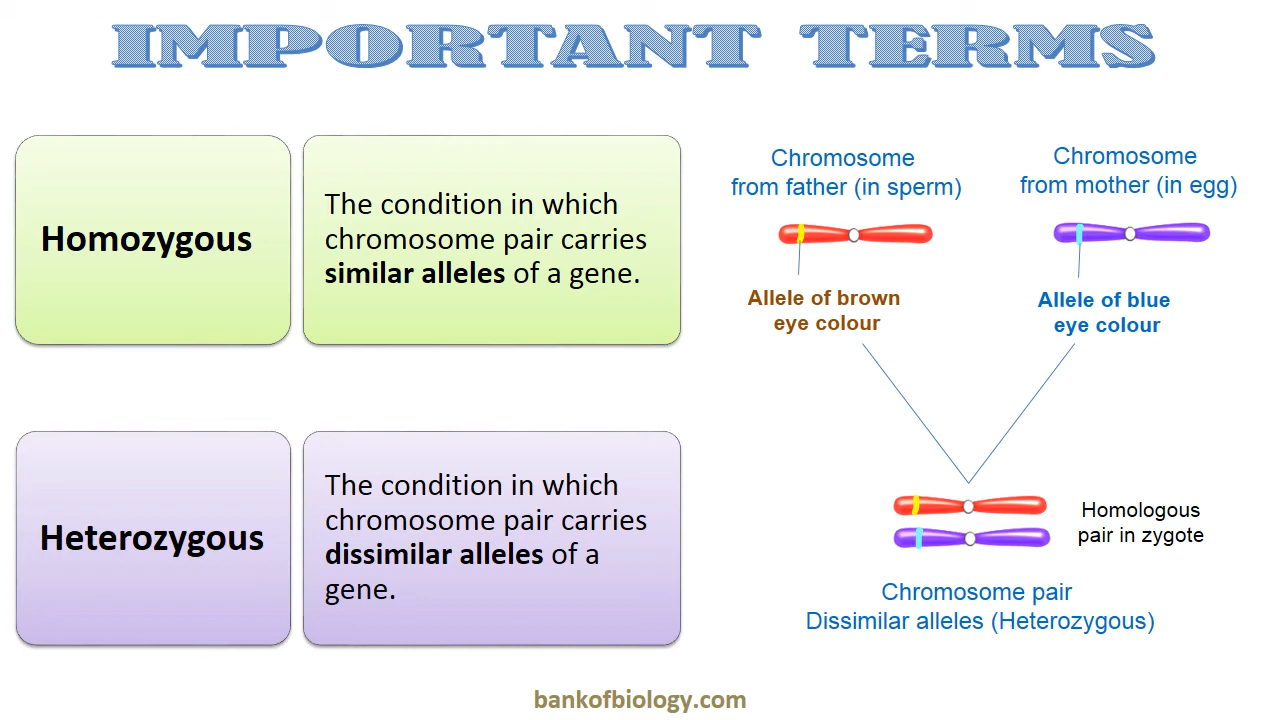 IMPORTANT TERMS
Homozygous
The condition in which
chromosome pair carries
similar alleles of a gene.
Heterozygous
The condition in which
chromosome pair carries
dissimilar alleles of a
gene.
Chromosome
from father (in sperm)
Chromosome
from mother (in egg)
Allele of brown
eye colour
Allele of blue
eye colour
Homologous
pair in zygote
Chromosome pair
Dissimilar alleles (Heterozygous)
bankofbiology.com